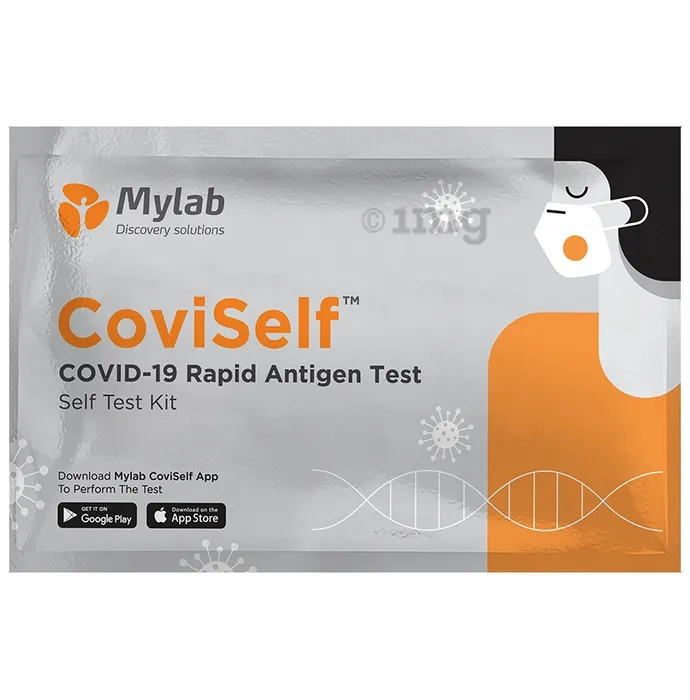 Mylab
Discovery solutions
© 1mg
CoviSelf™
COVID-19 Rapid Antigen Test
Self Test Kit
Download Mylab CoviSelf App
To Perform The Test
GET IT ON
Google Play
Download on the
App Store